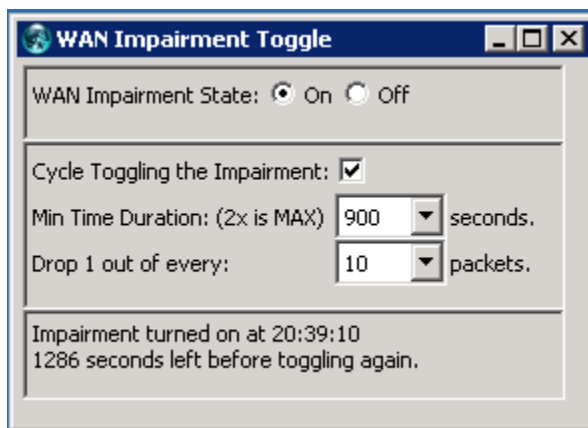 WAN Impairment Toggle
WAN Impairment State: On Off
Cycle Toggling the Impairment:
Min Time Duration: (2x is MAX) 900 seconds.
Drop 1 out of every: 10 packets.
Impairment turned on at 20:39:10
1286 seconds left before toggling again.